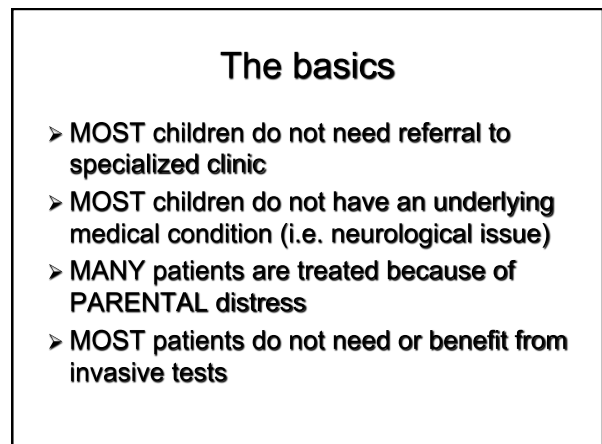 The basics
➢ MOST children do not need referral to
specialized clinic
➢ MOST children do not have an underlying
medical condition (i.e. neurological issue)
➢ MANY patients are treated because of
PARENTAL distress
➢ MOST patients do not need or benefit from
invasive tests